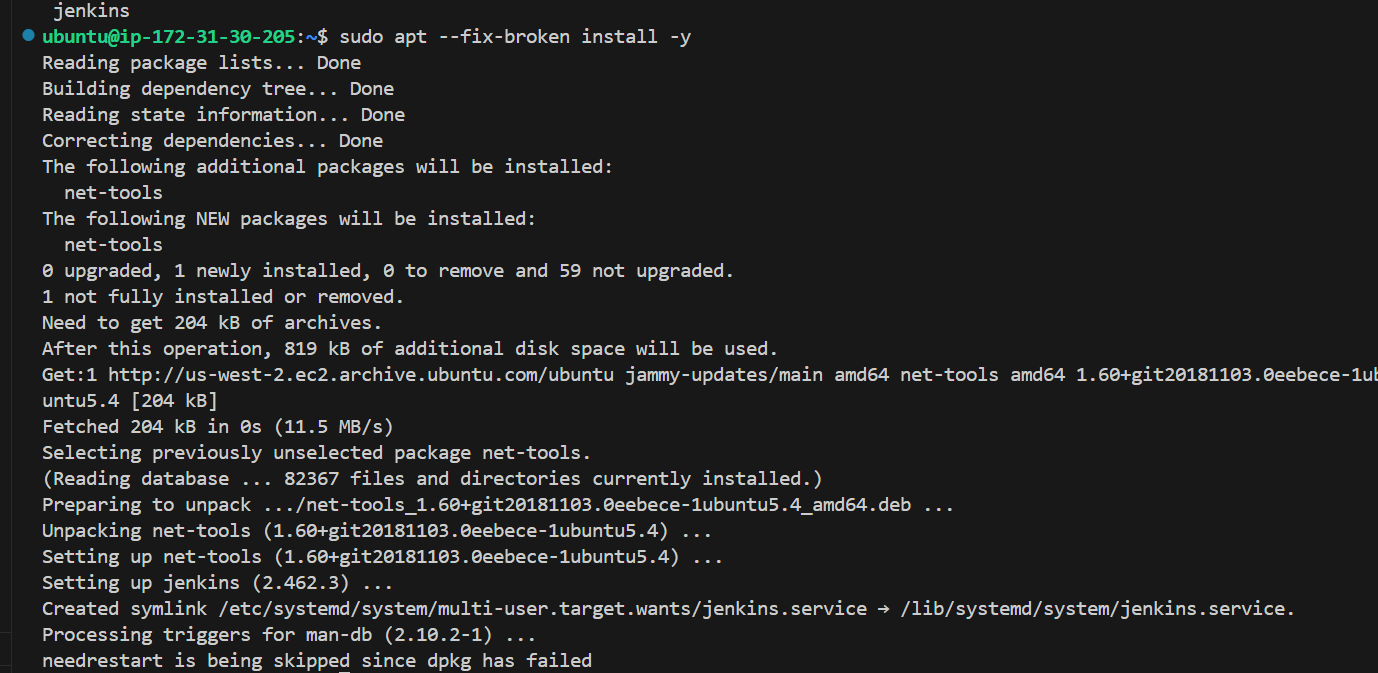 jenkins
ubuntu@ip-172-31-30-205:~$ sudo apt --fix-broken install -y
Reading package lists... Done
Building dependency tree... Done
Reading state information... Done
Correcting dependencies... Done
The following additional packages will be installed:
  net-tools
The following NEW packages will be installed:
  net-tools
0 upgraded, 1 newly installed, 0 to remove and 59 not upgraded.
1 not fully installed or removed.
Need to get 204 kB of archives.
After this operation, 819 kB of additional disk space will be used.
Get:1 http://us-west-2.ec2.archive.ubuntu.com/ubuntu jammy-updates/main amd64 net-tools amd64 1.60+git20181103.0eebece-1ub
untu5.4 [204 kB]
Fetched 204 kB in 0s (11.5 MB/s)
Selecting previously unselected package net-tools.
(Reading database ... 82367 files and directories currently installed.)
Preparing to unpack .../net-tools_1.60+git20181103.0eebece-1ubuntu5.4_amd64.deb ...
Unpacking net-tools (1.60+git20181103.0eebece-1ubuntu5.4) ...
Setting up net-tools (1.60+git20181103.0eebece-1ubuntu5.4) ...
Setting up jenkins (2.462.3) ...
Created symlink /etc/systemd/system/multi-user.target.wants/jenkins.service → /lib/systemd/system/jenkins.service.
Processing triggers for man-db (2.10.2-1) ...
needrestart is being skipped since dpkg has failed